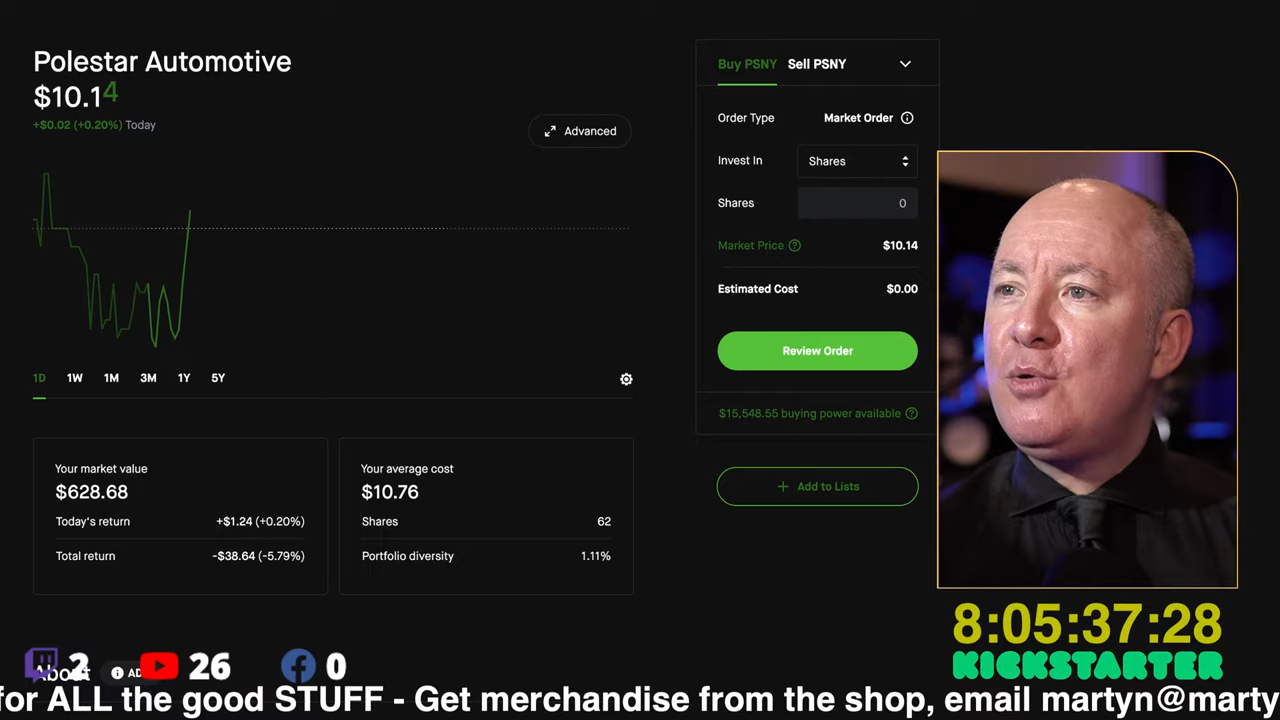 Polestar Automotive
$10.14
+$0.02 (+0.20%) Today
Advanced
1D 1W 1M 3M 1Y 5Y
Your market value
$628.68
Today's return +$1.24 (+0.20%)
Total return -$38.64 (-5.79%)
Your average cost
$10.76
Shares 62
Portfolio diversity 1.11%
Buy PSNY Sell PSNY
Order Type Market Order
Invest In Shares
Shares 0
Market Price $10.14
Estimated Cost $0.00
Review Order
$15,548.55 buying power available
+ Add to Lists
8:05:37:28
KICKSTARTER
About
2 26 0
for ALL the good STUFF - Get merchandise from the shop, email martyn@marty